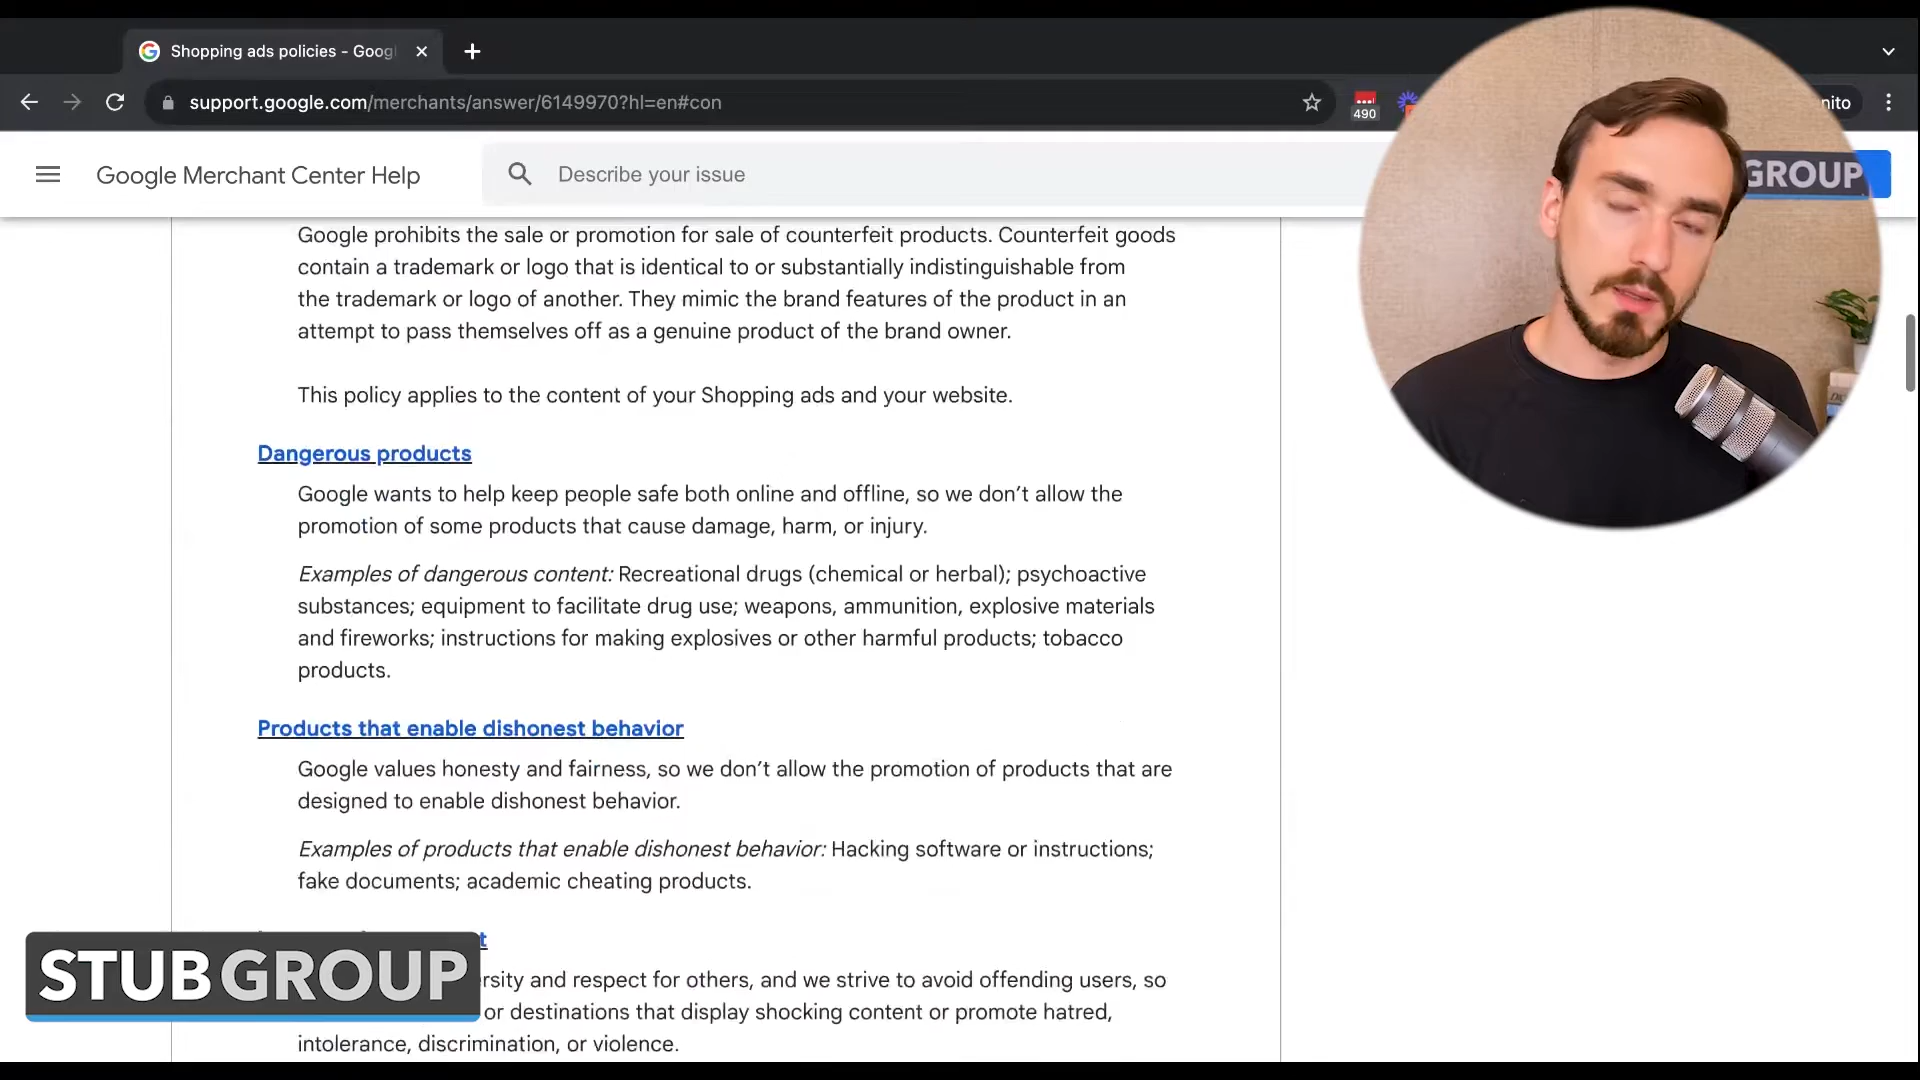 Shopping ads policies - Goog
support.google.com/merchants/answer/6149970?hl=en#con
490
nito
Google Merchant Center Help
Describe your issue
GROUP
Google prohibits the sale or promotion for sale of counterfeit products. Counterfeit goods
contain a trademark or logo that is identical to or substantially indistinguishable from
the trademark or logo of another. They mimic the brand features of the product in an
attempt to pass themselves off as a genuine product of the brand owner.
This policy applies to the content of your Shopping ads and your website.
Dangerous products
Google wants to help keep people safe both online and offline, so we don’t allow the
promotion of some products that cause damage, harm, or injury.
Examples of dangerous content: Recreational drugs (chemical or herbal); psychoactive
substances; equipment to facilitate drug use; weapons, ammunition, explosive materials
and fireworks; instructions for making explosives or other harmful products; tobacco
products.
Products that enable dishonest behavior
Google values honesty and fairness, so we don’t allow the promotion of products that are
designed to enable dishonest behavior.
Examples of products that enable dishonest behavior: Hacking software or instructions;
fake documents; academic cheating products.
t
rsity and respect for others, and we strive to avoid offending users, so
or destinations that display shocking content or promote hatred,
intolerance, discrimination, or violence.
STUBGROUP